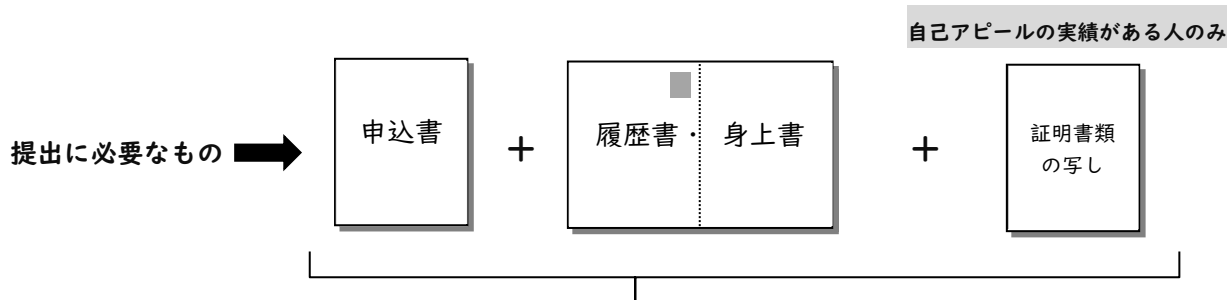 自己アピールの実績がある人のみ
提出に必要なもの
申込書
+
履歴書・身上書
+
証明書類
の写し